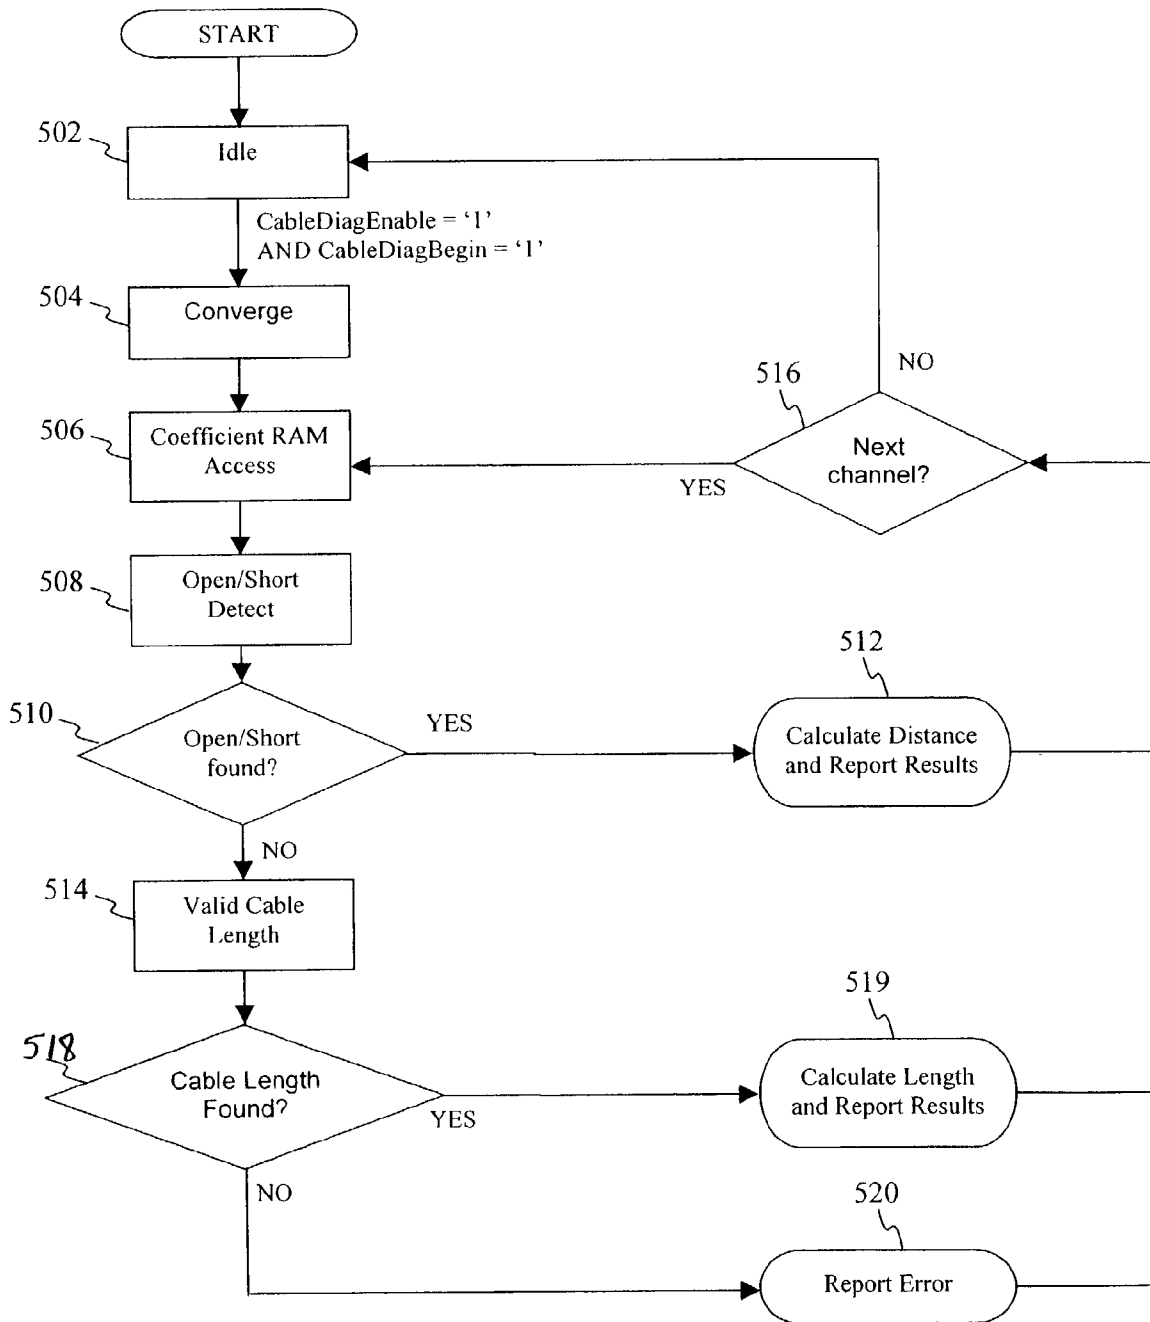 START
502
Idle
CableDiagEnable = ‘1’
AND CableDiagBegin = ‘1’
504
Converge
NO
516
506
Coefficient RAM
Access
Next
channel?
YES
508
Open/Short
Detect
512
510
Open/Short
found?
YES
Calculate Distance
and Report Results
NO
514
Valid Cable
Length
519
518
Cable Length
Found?
YES
Calculate Length
and Report Results
NO
520
Report Error